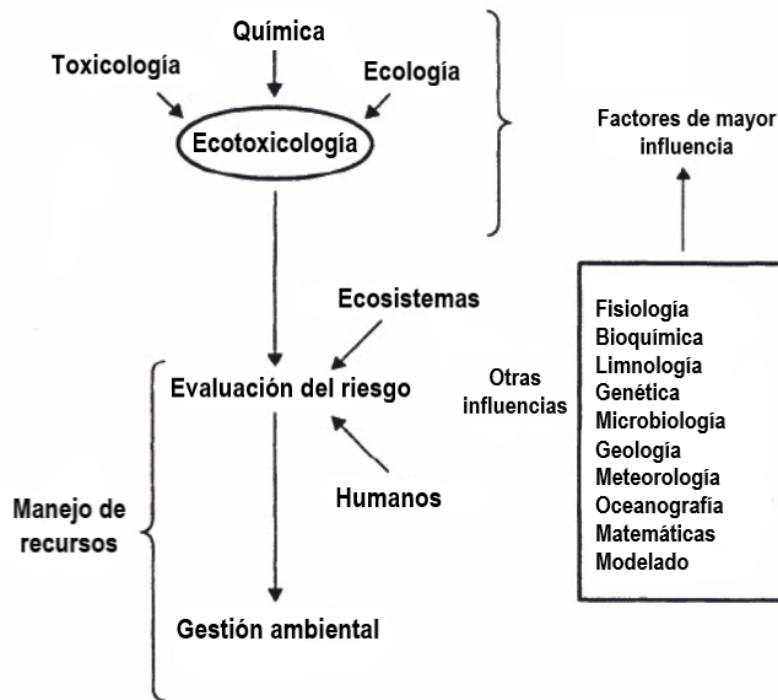 Química
Toxicología
Ecología
Ecotoxicología
Factores de mayor
influencia
Ecosistemas
Evaluación del riesgo
Humanos
Manejo de
recursos
Gestión ambiental
Otras
influencias
Fisiología
Bioquímica
Limnología
Genética
Microbiología
Geología
Meteorología
Oceanografía
Matemáticas
Modelado